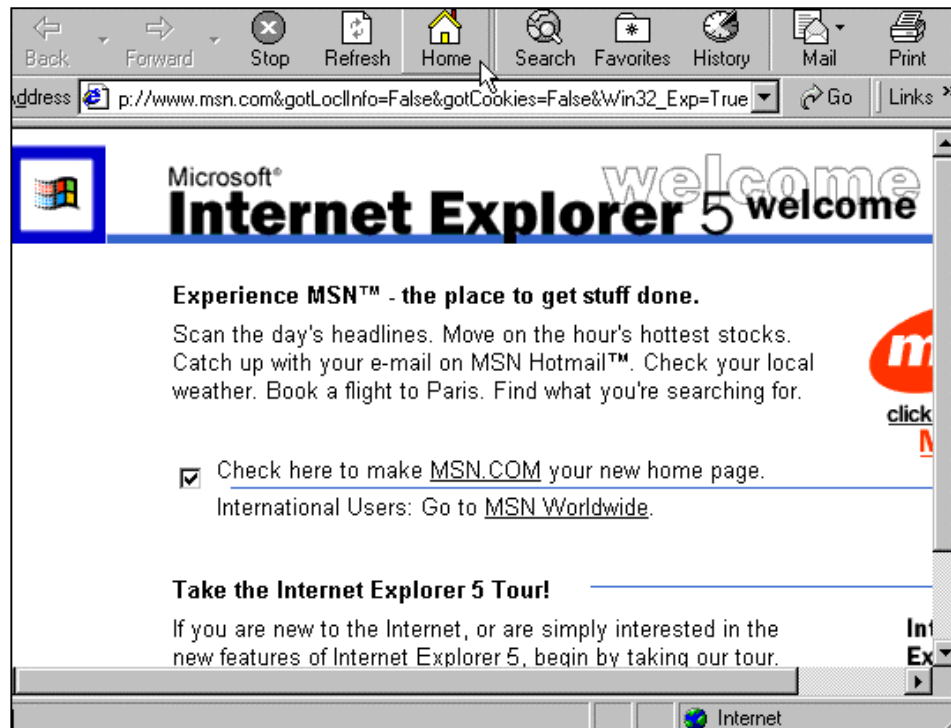 Back Forward Stop Refresh Home Search Favorites History Mail Print
ddress p://www.msn.com&gotLoclInfo=False&gotCookies=False&Win32_Exp=True Go Links »
welcome
Microsoft®
Internet Explorer 5 welcome
Experience MSN™ - the place to get stuff done.
Scan the day's headlines. Move on the hour's hottest stocks.
Catch up with your e-mail on MSN Hotmail™. Check your local
weather. Book a flight to Paris. Find what you're searching for.
m
click
M
Check here to make MSN.COM your new home page.
International Users: Go to MSN Worldwide.
Take the Internet Explorer 5 Tour!
If you are new to the Internet, or are simply interested in the
new features of Internet Explorer 5, begin by taking our tour.
Int
Ex
Internet